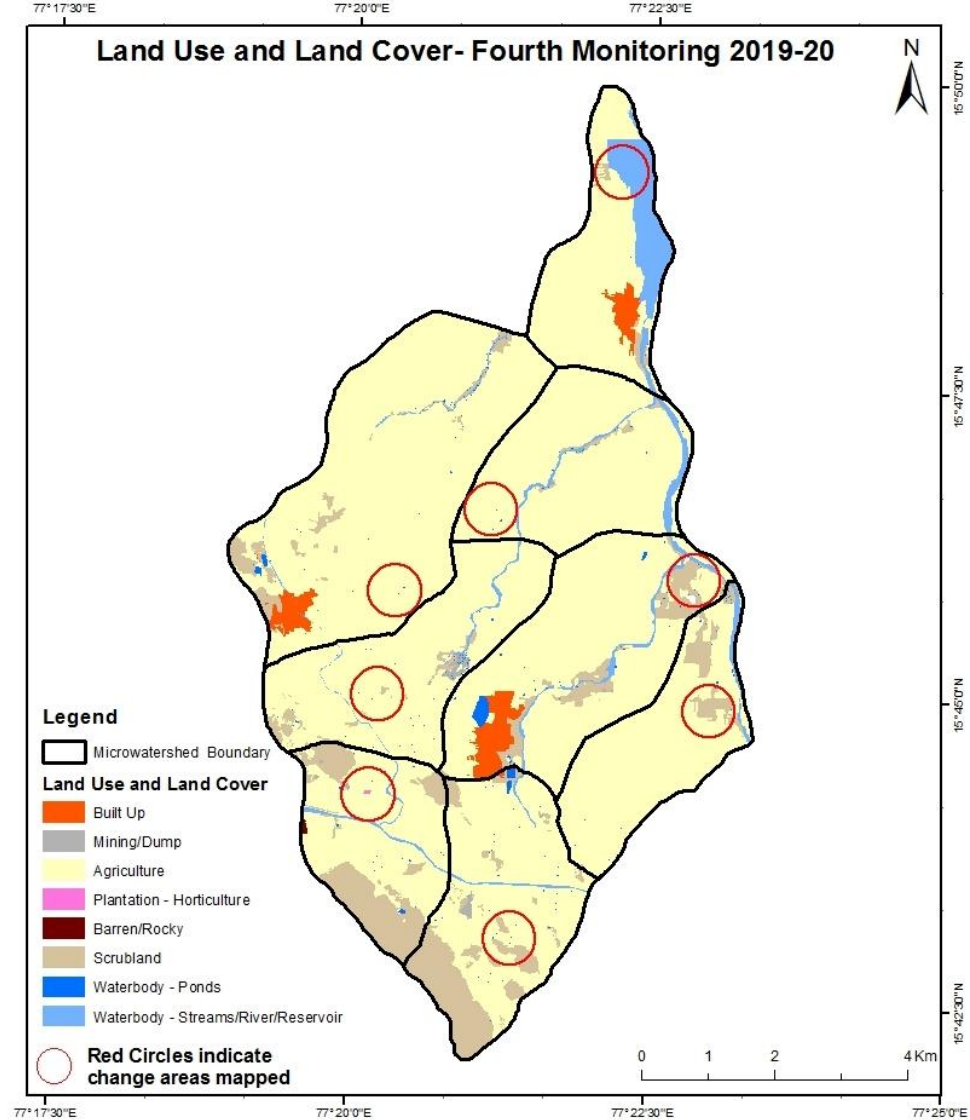 77°17'30"E 77°20'0"E 77°22'30"E
Land Use and Land Cover- Fourth Monitoring 2019-20
N
15°50'0"N
15°47'30"N
15°45'0"N
15°42'30"N
Legend
Microwatershed Boundary
Land Use and Land Cover
Built Up
Mining/Dump
Agriculture
Plantation - Horticulture
Barren/Rocky
Scrubland
Waterbody - Ponds
Waterbody - Streams/River/Reservoir
Red Circles indicate
change areas mapped
0 1 2 4 Km
77°17'30"E 77°20'0"E 77°22'30"E 77°25'0"E